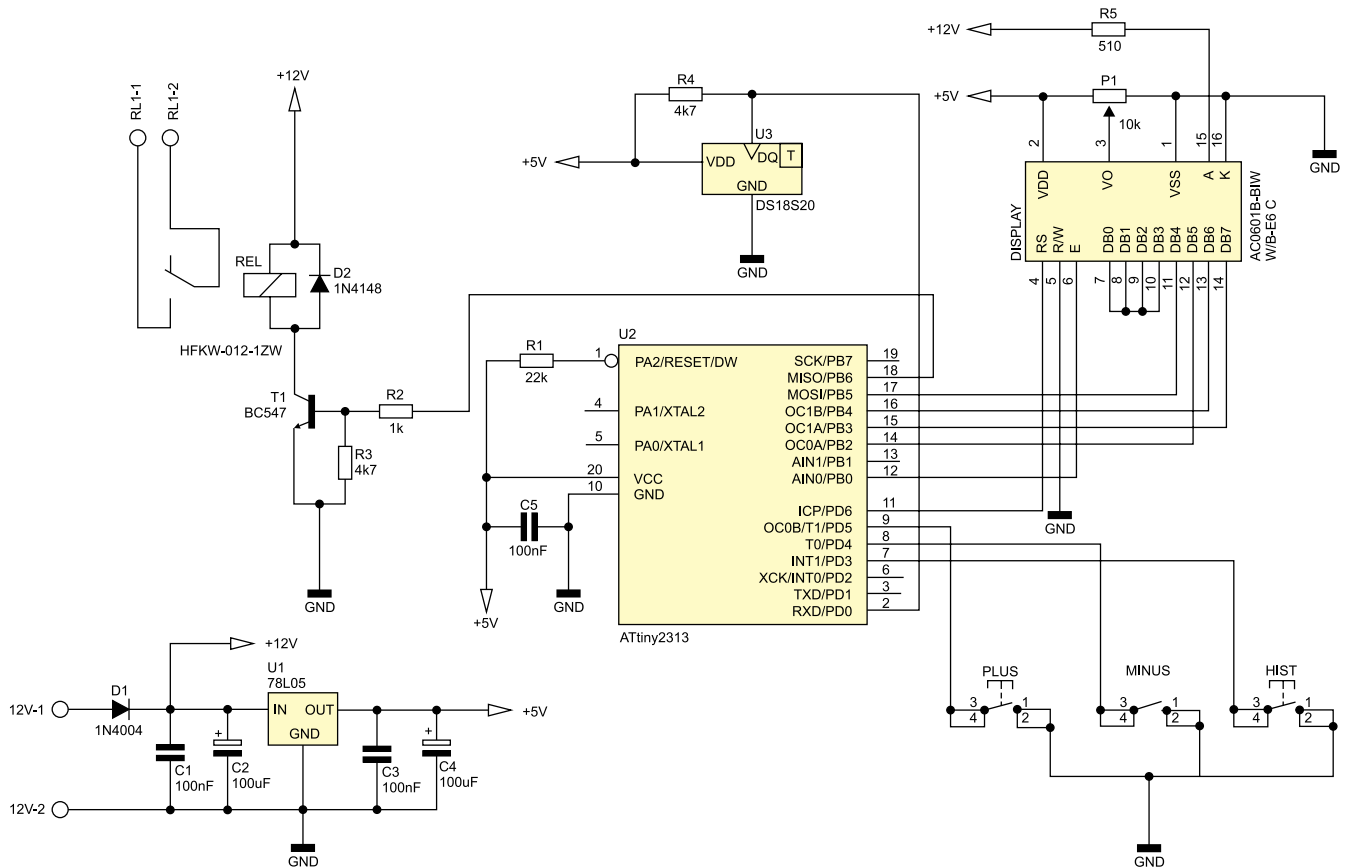 R5
+12V
510
+12V
RL1-1
RL1-2
R4
4k7
+5V
P1
10k
U3
+5V
VDD
DQ
T
GND
DS18S20
GND
2
3
1
15
16
GND
VDD
VO
VSS
A
K
DISPLAY
RS
R/W
E
DB0
DB1
DB2
DB3
DB4
DB5
DB6
DB7
AC0601B-BIW
W/B-E6 C
4
5
6
7
8
9
10
11
12
13
14
REL
D2
1N4148
HFKW-012-1ZW
T1
BC547
R2
1k
R3
4k7
GND
U2
R1
22k
1
PA2/RESET/DW
4
PA1/XTAL2
5
PA0/XTAL1
20
VCC
10
GND
C5
100nF
+5V
GND
SCK/PB7
19
MISO/PB6
18
MOSI/PB5
17
OC1B/PB4
16
OC1A/PB3
15
OC0A/PB2
14
AIN1/PB1
13
AIN0/PB0
12
ICP/PD6
11
OC0B/T1/PD5
9
T0/PD4
8
INT1/PD3
7
XCK/INT0/PD2
6
TXD/PD1
3
RXD/PD0
2
ATtiny2313
GND
+12V
U1
78L05
D1
12V-1
1N4004
IN
OUT
GND
+5V
+
C1
100nF
C2
100uF
C3
100nF
+
C4
100uF
12V-2
GND
PLUS
3
4
1
2
MINUS
3
4
1
2
HIST
3
4
1
2
GND